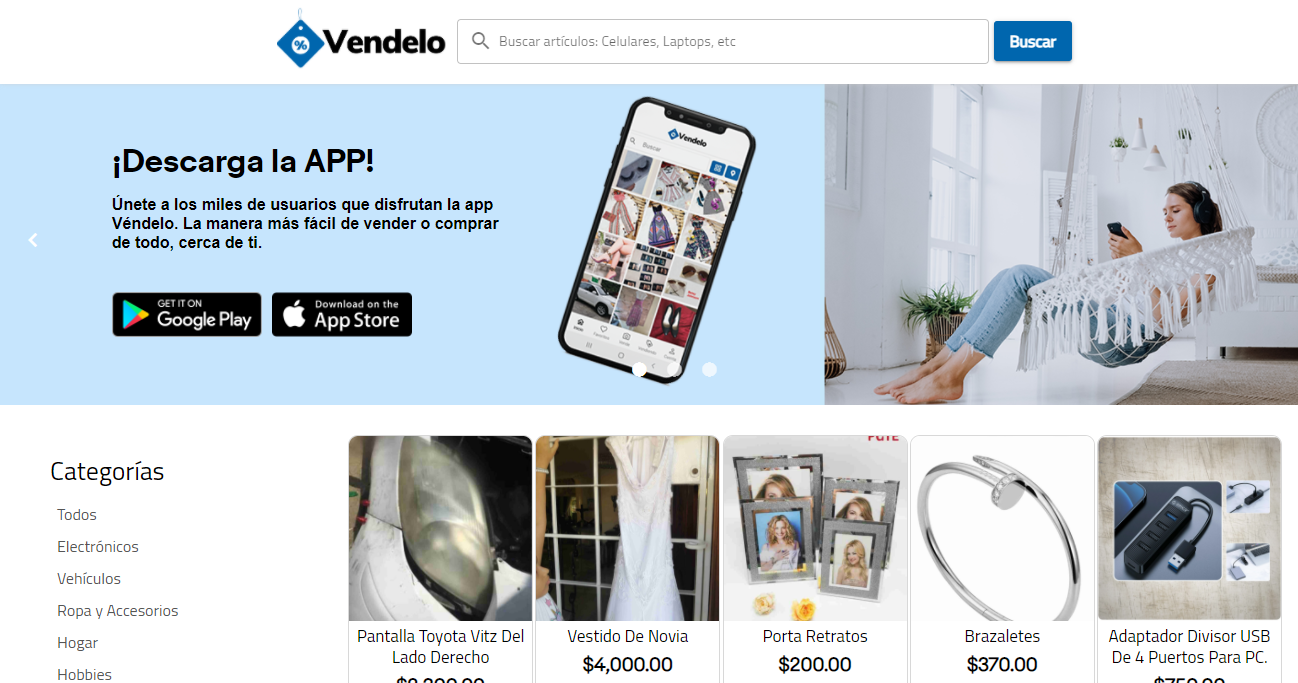 Vendelo
Buscar artículos: Celulares, Laptops, etc
Buscar
¡Descarga la APP!
Únete a los miles de usuarios que disfrutan la app
Véndelo. La manera más fácil de vender o comprar
de todo, cerca de ti.
GET IT ON
Google Play
Download on the
App Store
Vendelo
Buscar
Categorías
Todos
Electrónicos
Vehículos
Ropa y Accesorios
Hogar
Hobbies
Pantalla Toyota Vitz Del
Lado Derecho
Vestido De Novia
$4,000.00
Porta Retratos
$200.00
Brazaletes
$370.00
Adaptador Divisor USB
De 4 Puertos Para PC.
$750.00